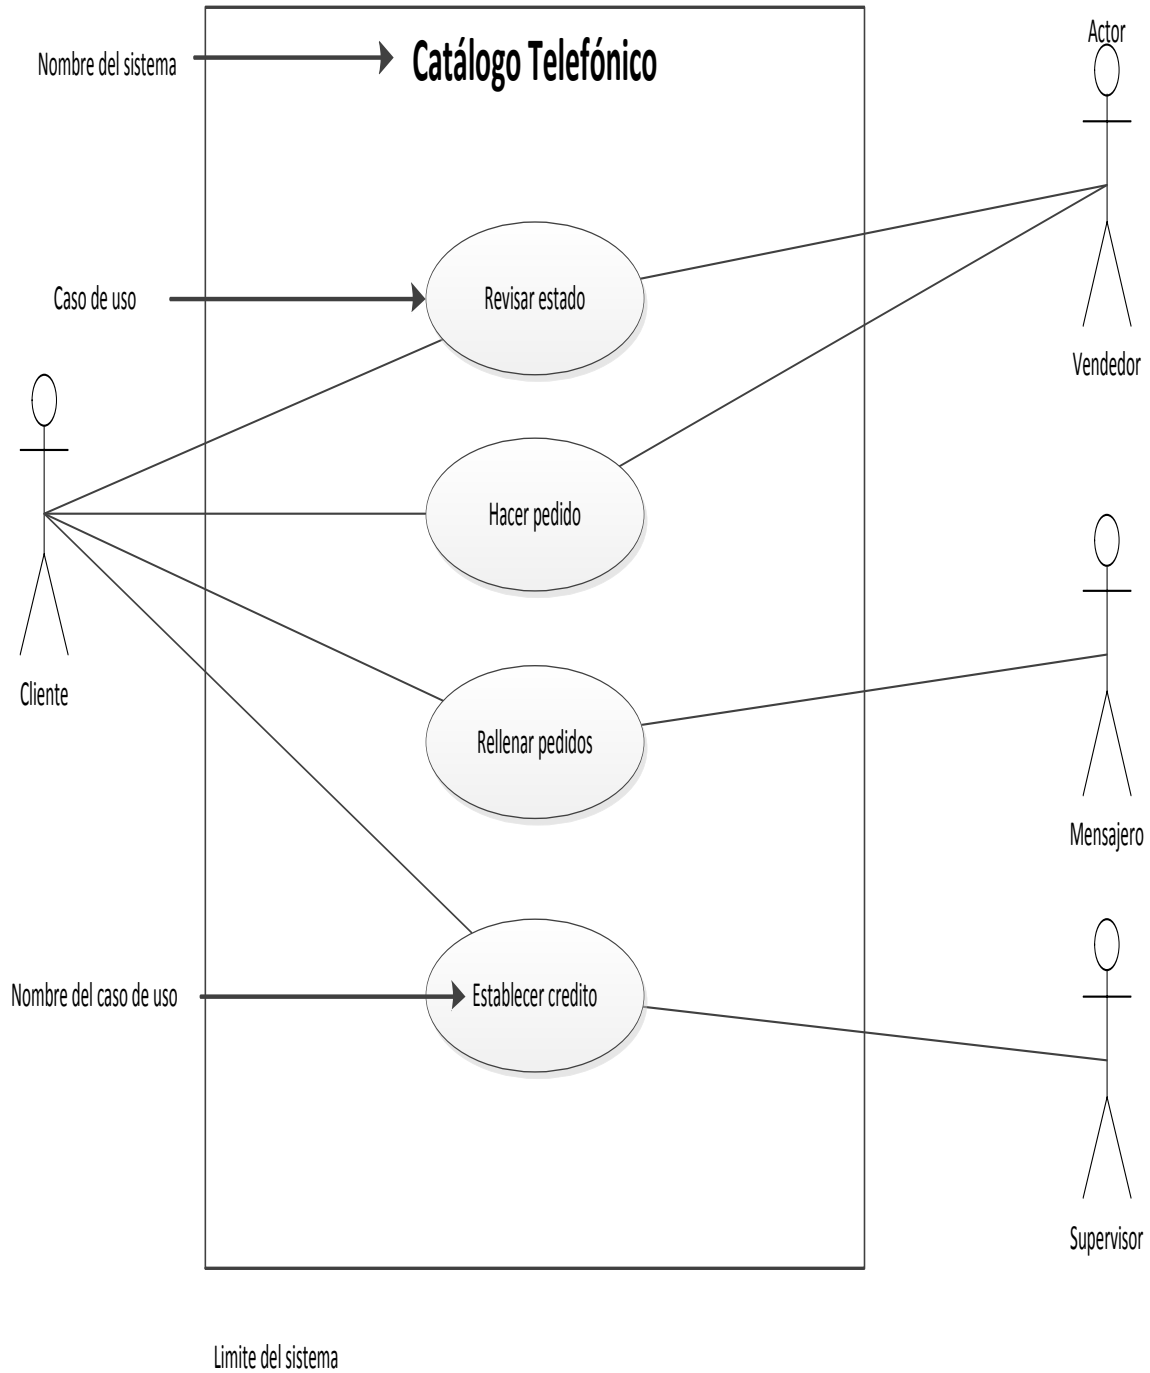 Actor
Nombre del sistema
Catálogo Telefónico
Caso de uso
Revisar estado
Vendedor
Hacer pedido
Cliente
Rellenar pedidos
Mensajero
Nombre del caso de uso
Establecer credito
Supervisor
Limite del sistema